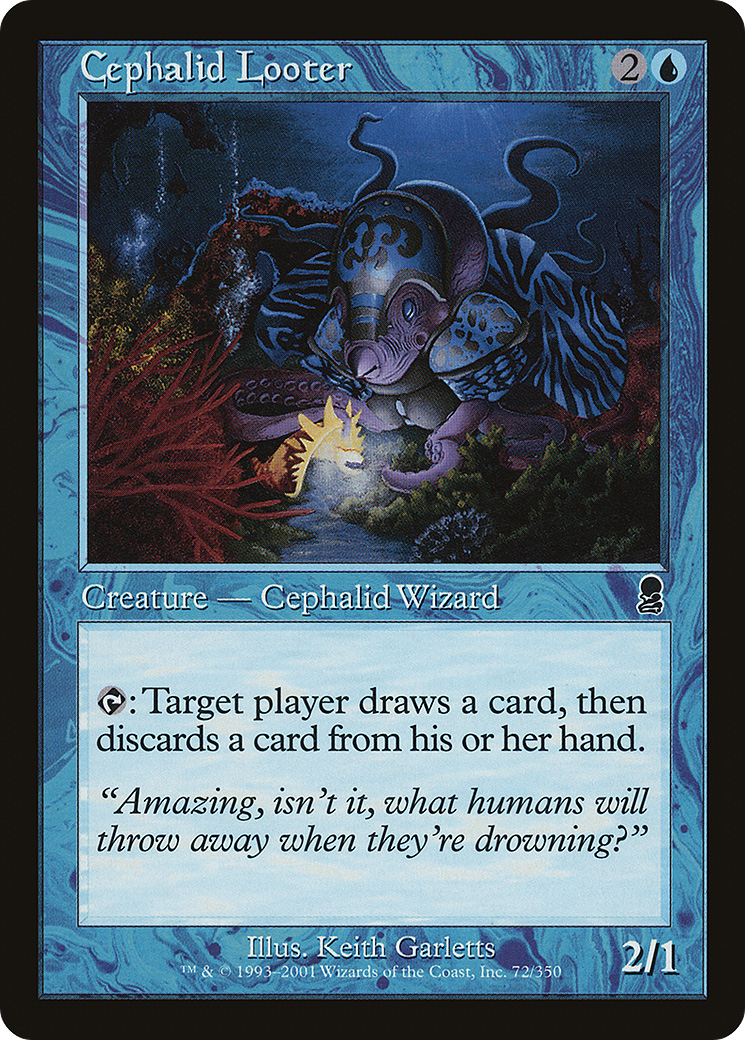 Cephalid Looter 2
Creature — Cephalid Wizard
: Target player draws a card, then
discards a card from his or her hand.
“Amazing, isn’t it, what humans will
throw away when they’re drowning?”
Illus. Keith Garletts
™ & © 1993–2001 Wizards of the Coast, Inc. 72/350
2/1